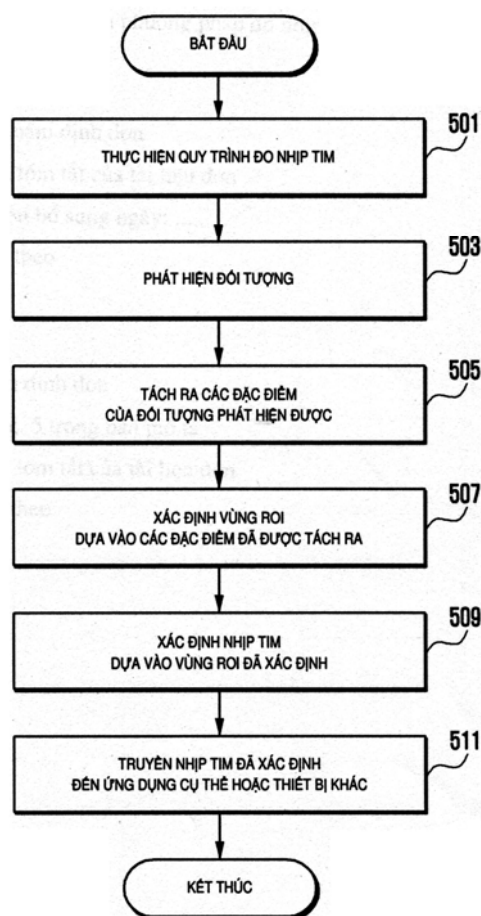 BẮT ĐẦU
501
THỰC HIỆN QUY TRÌNH ĐO NHỊP TIM
503
PHÁT HIỆN ĐỐI TƯỢNG
505
TÁCH RA CÁC ĐẶC ĐIỂM
CỦA ĐỐI TƯỢNG PHÁT HIỆN ĐƯỢC
507
XÁC ĐỊNH VÙNG ROI
DỰA VÀO CÁC ĐẶC ĐIỂM ĐÃ ĐƯỢC TÁCH RA
509
XÁC ĐỊNH NHỊP TIM
DỰA VÀO VÙNG ROI ĐÃ XÁC ĐỊNH
511
TRUYỀN NHỊP TIM ĐÃ XÁC ĐỊNH
ĐẾN ỨNG DỤNG CỤ THỂ HOẶC THIẾT BỊ KHÁC
KẾT THÚC